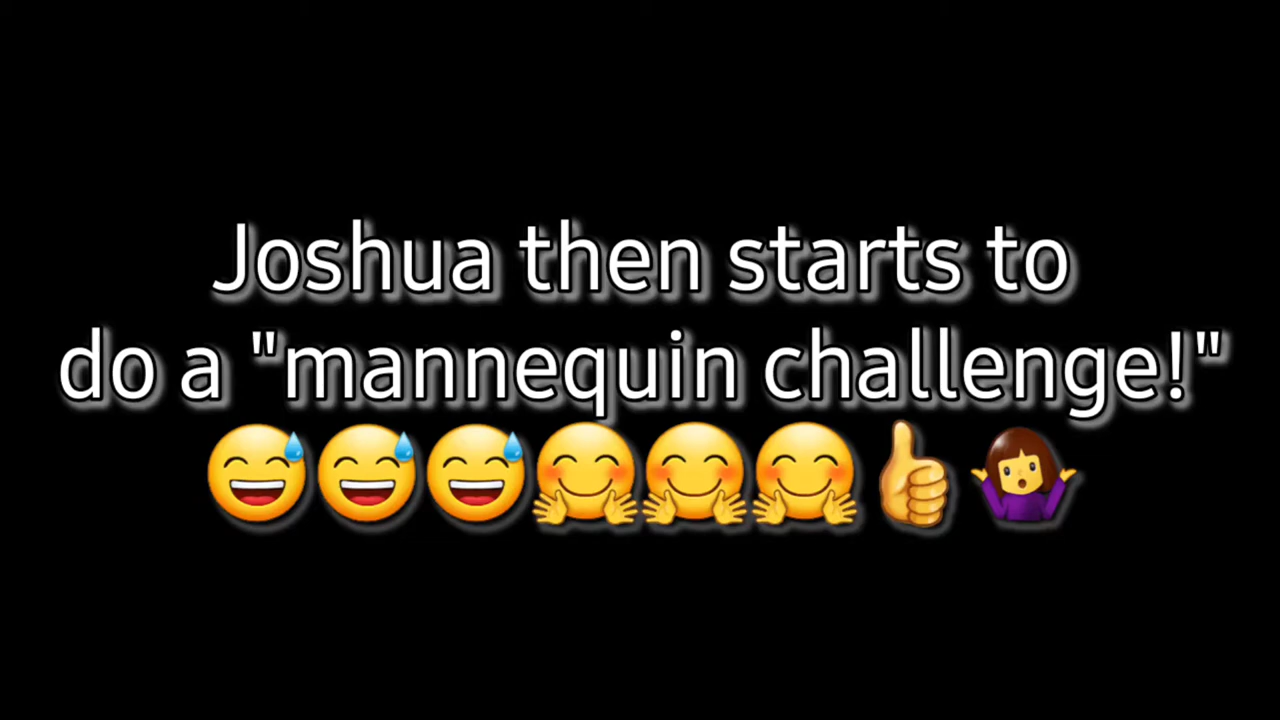 Joshua then starts to
do a "mannequin challenge!"
😅😅😅🤗🤗🤗👍🤷‍♀️